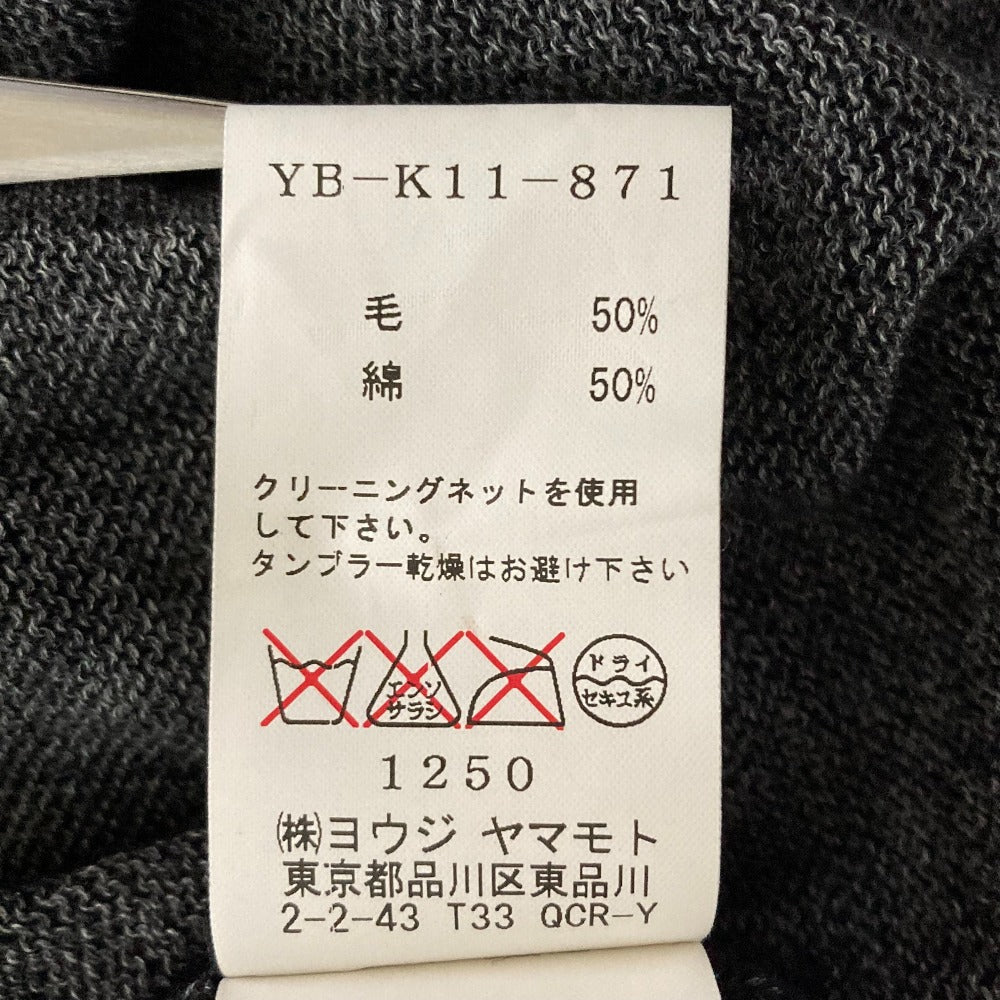 YB-K11-871
毛 50%
綿 50%
クリーニングネットを使用
して下さい。
タンブラー乾燥はお避け下さい
エンソ
サラシ
ドライ
セキユ系
1250
㈱ヨウジ ヤマモト
東京都品川区東品川
2-2-43 T33 QCR-Y